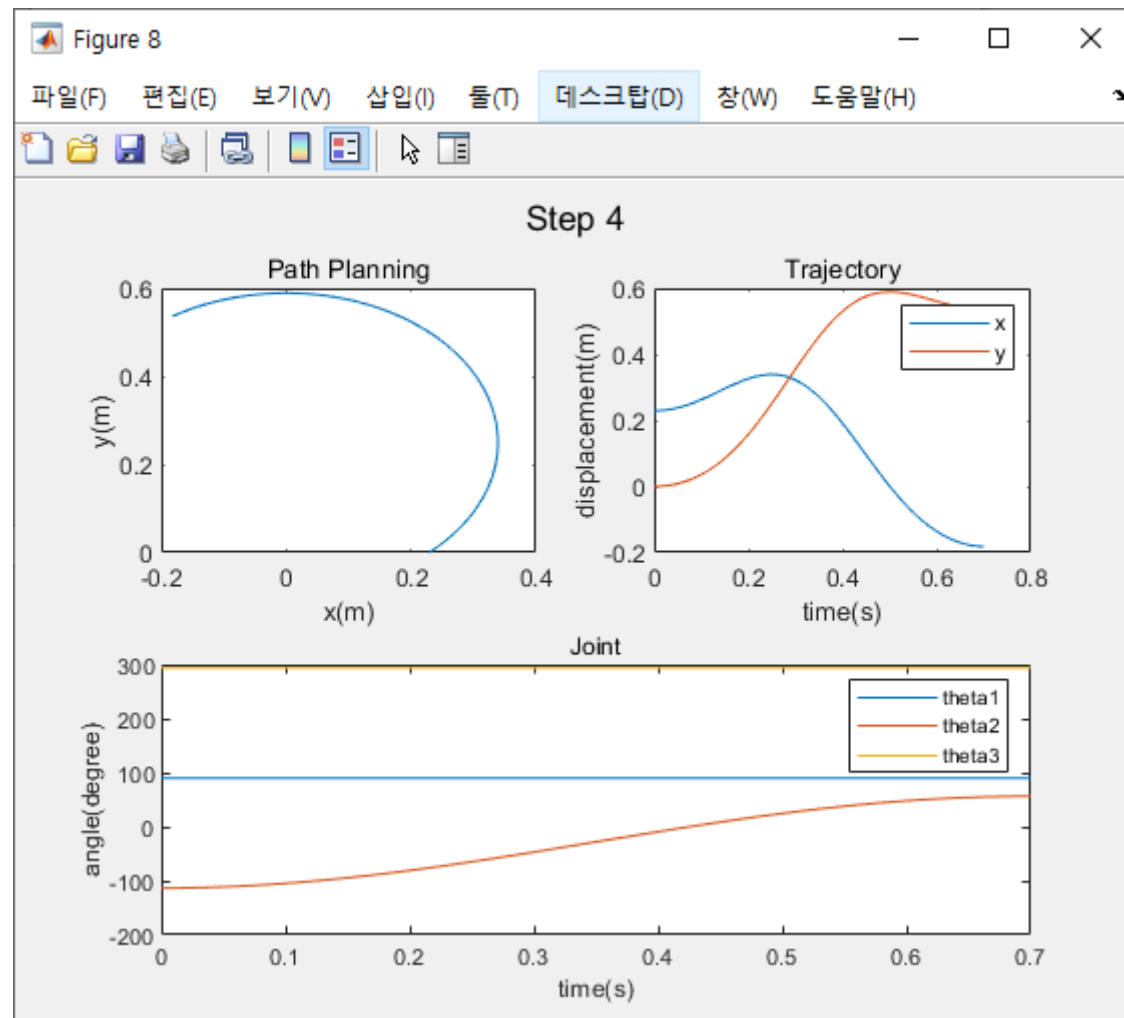 Figure 8
파일(F) 편집(E) 보기(V) 삽입(I) 툴(T) 데스크탑(D) 창(W) 도움말(H)
Step 4
Path Planning
0.6
0.4
0.2
0
y(m)
-0.2 0 0.2 0.4
x(m)
Trajectory
0.6
0.4
0.2
0
-0.2
displacement(m)
x
y
0 0.2 0.4 0.6 0.8
time(s)
Joint
300
200
100
0
-100
-200
angle(degree)
theta1
theta2
theta3
0 0.1 0.2 0.3 0.4 0.5 0.6 0.7
time(s)